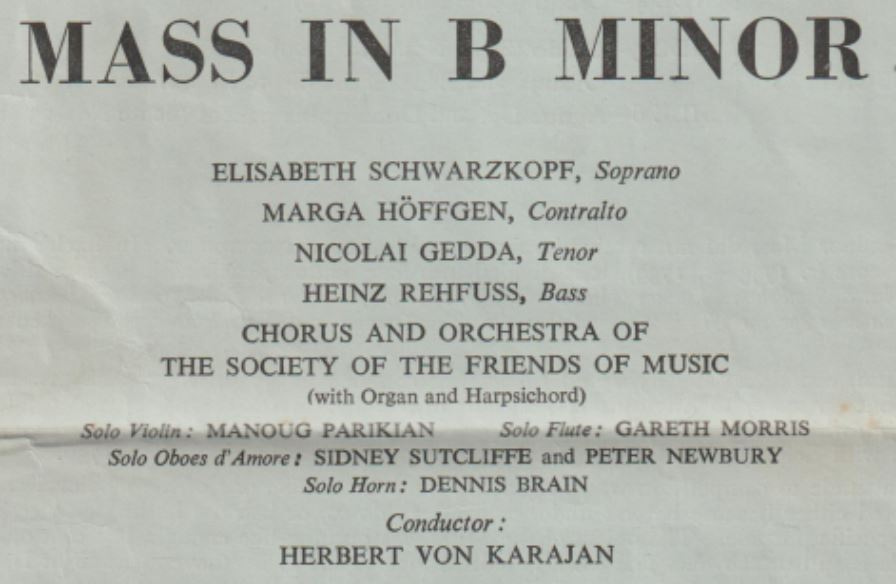 MASS IN B MINOR
ELISABETH SCHWARZKOPF, Soprano
MARGA HÖFFGEN, Contralto
NICOLAI GEDDA, Tenor
HEINZ REHFUSS, Bass
CHORUS AND ORCHESTRA OF
THE SOCIETY OF THE FRIENDS OF MUSIC
(with Organ and Harpsichord)
Solo Violin: MANOUG PARIKIAN Solo Flute: GARETH MORRIS
Solo Oboes d'Amore: SIDNEY SUTCLIFFE and PETER NEWBURY
Solo Horn: DENNIS BRAIN
Conductor:
HERBERT VON KARAJAN